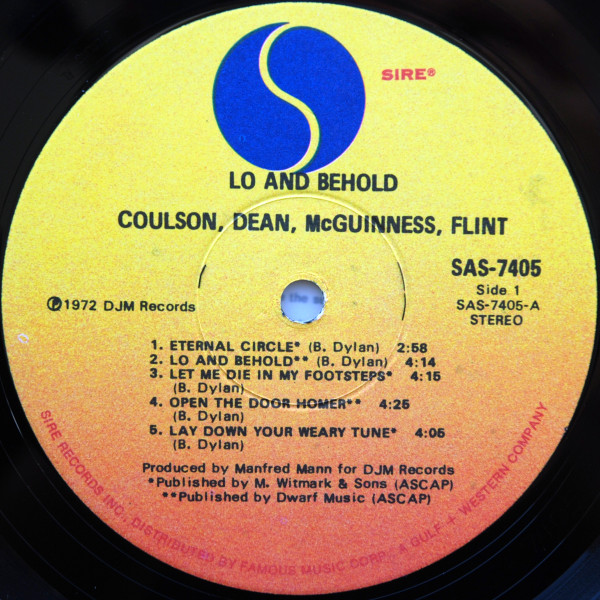 SIRE®
LO AND BEHOLD
COULSON, DEAN, McGUINNESS, FLINT
SAS-7405
Side 1
SAS-7405-A
STEREO
℗1972 DJM Records
1. ETERNAL CIRCLE* (B. Dylan) 2:58
2. LO AND BEHOLD** (B. Dylan) 4:14
3. LET ME DIE IN MY FOOTSTEPS* 4:15
(B. Dylan)
4. OPEN THE DOOR HOMER** 4:25
(B. Dylan)
5. LAY DOWN YOUR WEARY TUNE* 4:05
(B. Dylan)
Produced by Manfred Mann for DJM Records
*Published by M. Witmark & Sons (ASCAP)
**Published by Dwarf Music (ASCAP)
SIRE RECORDS INC., DISTRIBUTED BY FAMOUS MUSIC CORP. A GULF + WESTERN COMPANY